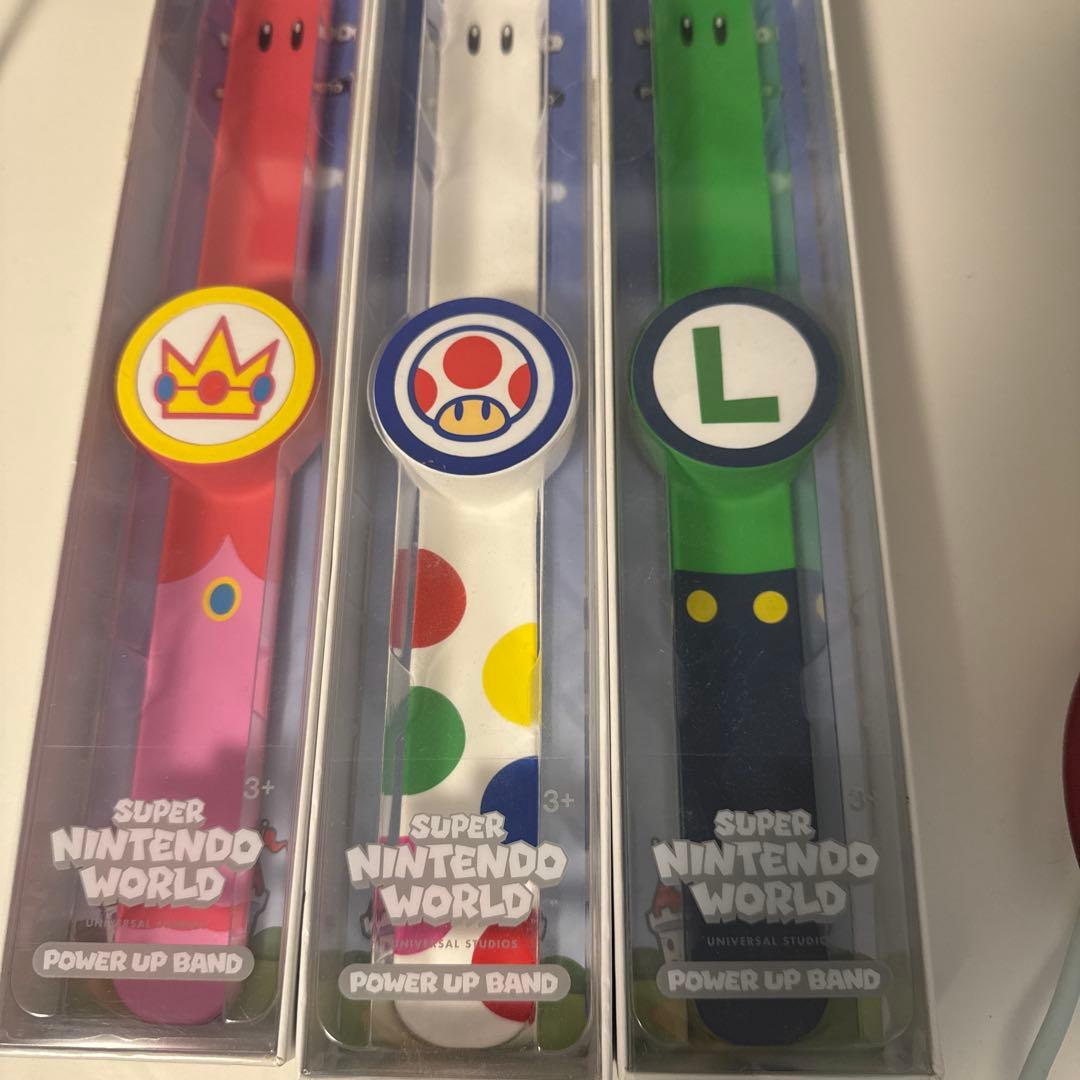 3+
SUPER
NINTENDO
WORLD
UNIVERSAL STUDIOS
POWER UP BAND
L
3+
SUPER
NINTENDO
WORLD
UNIVERSAL STUDIOS
POWER UP BAND
3+
SUPER
NINTENDO
WORLD
UNIVERSAL STUDIOS
POWER UP BAND